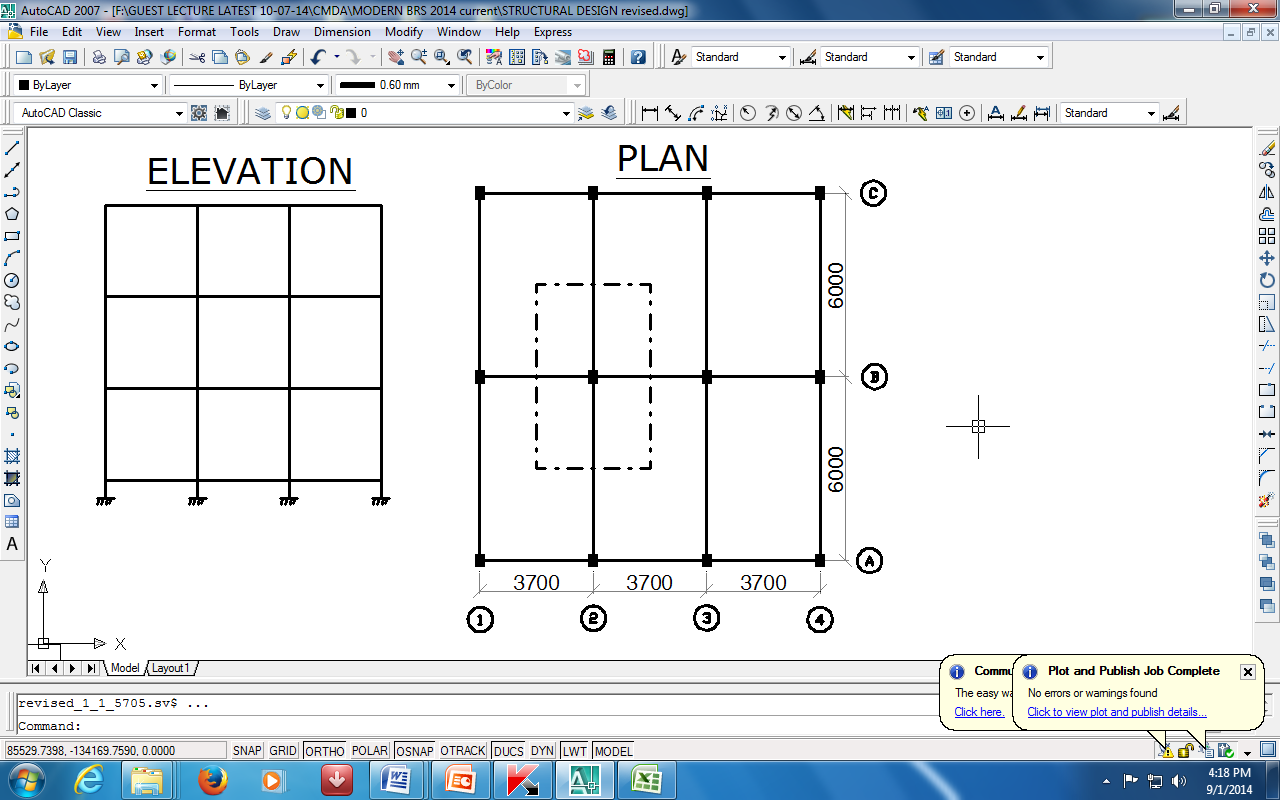 AutoCAD 2007 - [F:\GUEST LECTURE LATEST 10-07-14\CMDA\MODERN BRS 2014 current\STRUCTURAL DESIGN revised.dwg]
File Edit View Insert Format Tools Draw Dimension Modify Window Help Express
Standard Standard Standard
ByLayer ByLayer 0.60 mm ByColor
AutoCAD Classic 0 Standard
ELEVATION
PLAN
C
6000
B
6000
A
3700 3700 3700
1 2 3 4
Y
X
A
Model Layout1
Commu
The easy wa
Click here.
Plot and Publish Job Complete
No errors or warnings found
Click to view plot and publish details...
revised_1_1_5705.sv$ ...
Command:
85529.7398, -134169.7590, 0.0000 SNAP GRID ORTHO POLAR OSNAP OTRACK DUCS DYN LWT MODEL
4:18 PM
9/1/2014